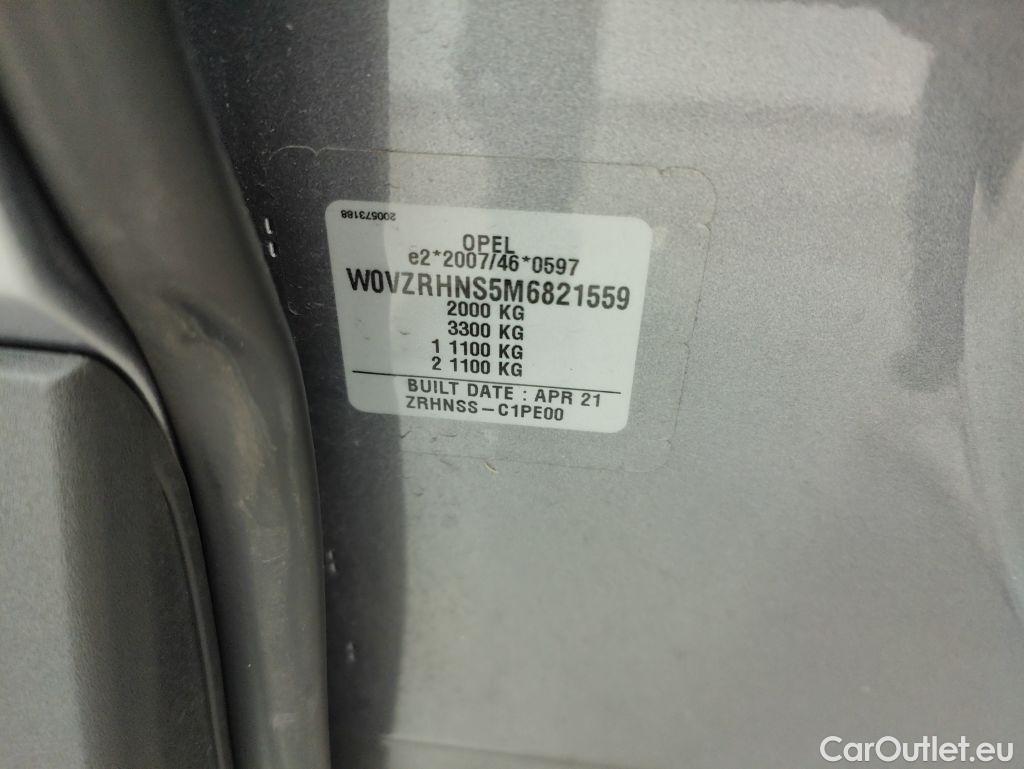 200573188
OPEL
e2*2007/46*0597
W0VZRHNS5M6821559
2000 KG
3300 KG
1 1100 KG
2 1100 KG
BUILT DATE : APR 21
ZRHNSS-C1PE00
CarOutlet.eu